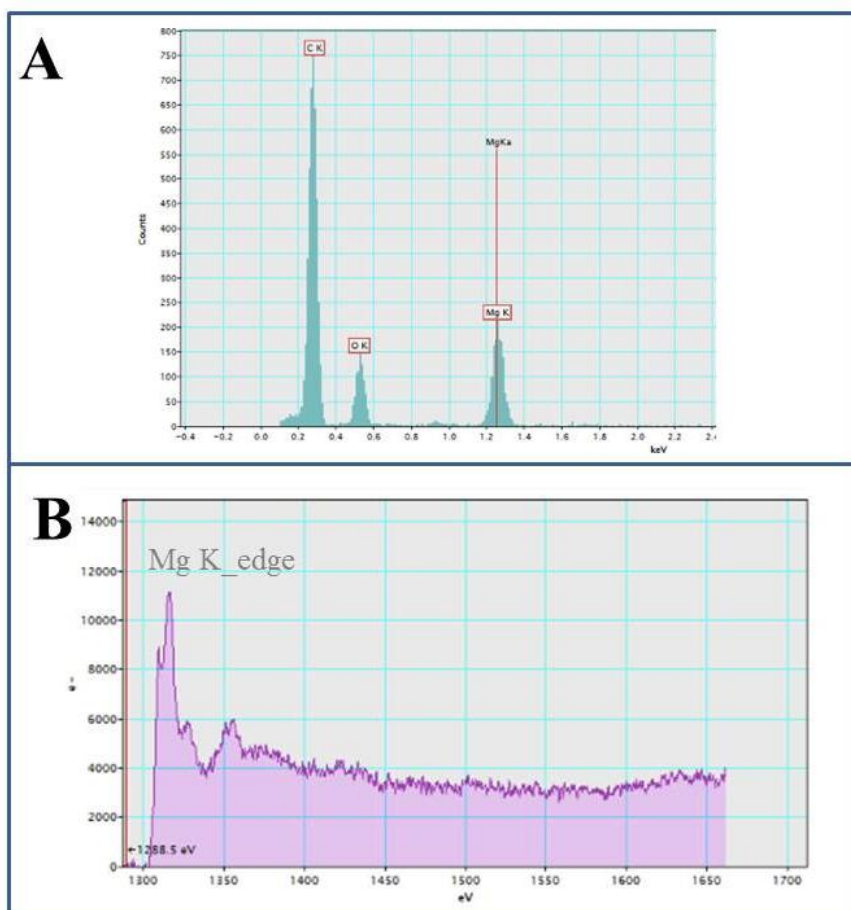 A
800
C K
750
700
650
600
MgKa
550
500
450
Counts
400
350
300
250
Mg K
200
O K
150
100
50
0
-0.4 -0.2 0.0 0.2 0.4 0.6 0.8 1.0 1.2 1.4 1.6 1.8 2.0 2.2 2.4
keV
B
14000
Mg K_edge
12000
10000
8000
e -
6000
4000
2000
←1288.5 eV
0
1300 1350 1400 1450 1500 1550 1600 1650 1700
eV